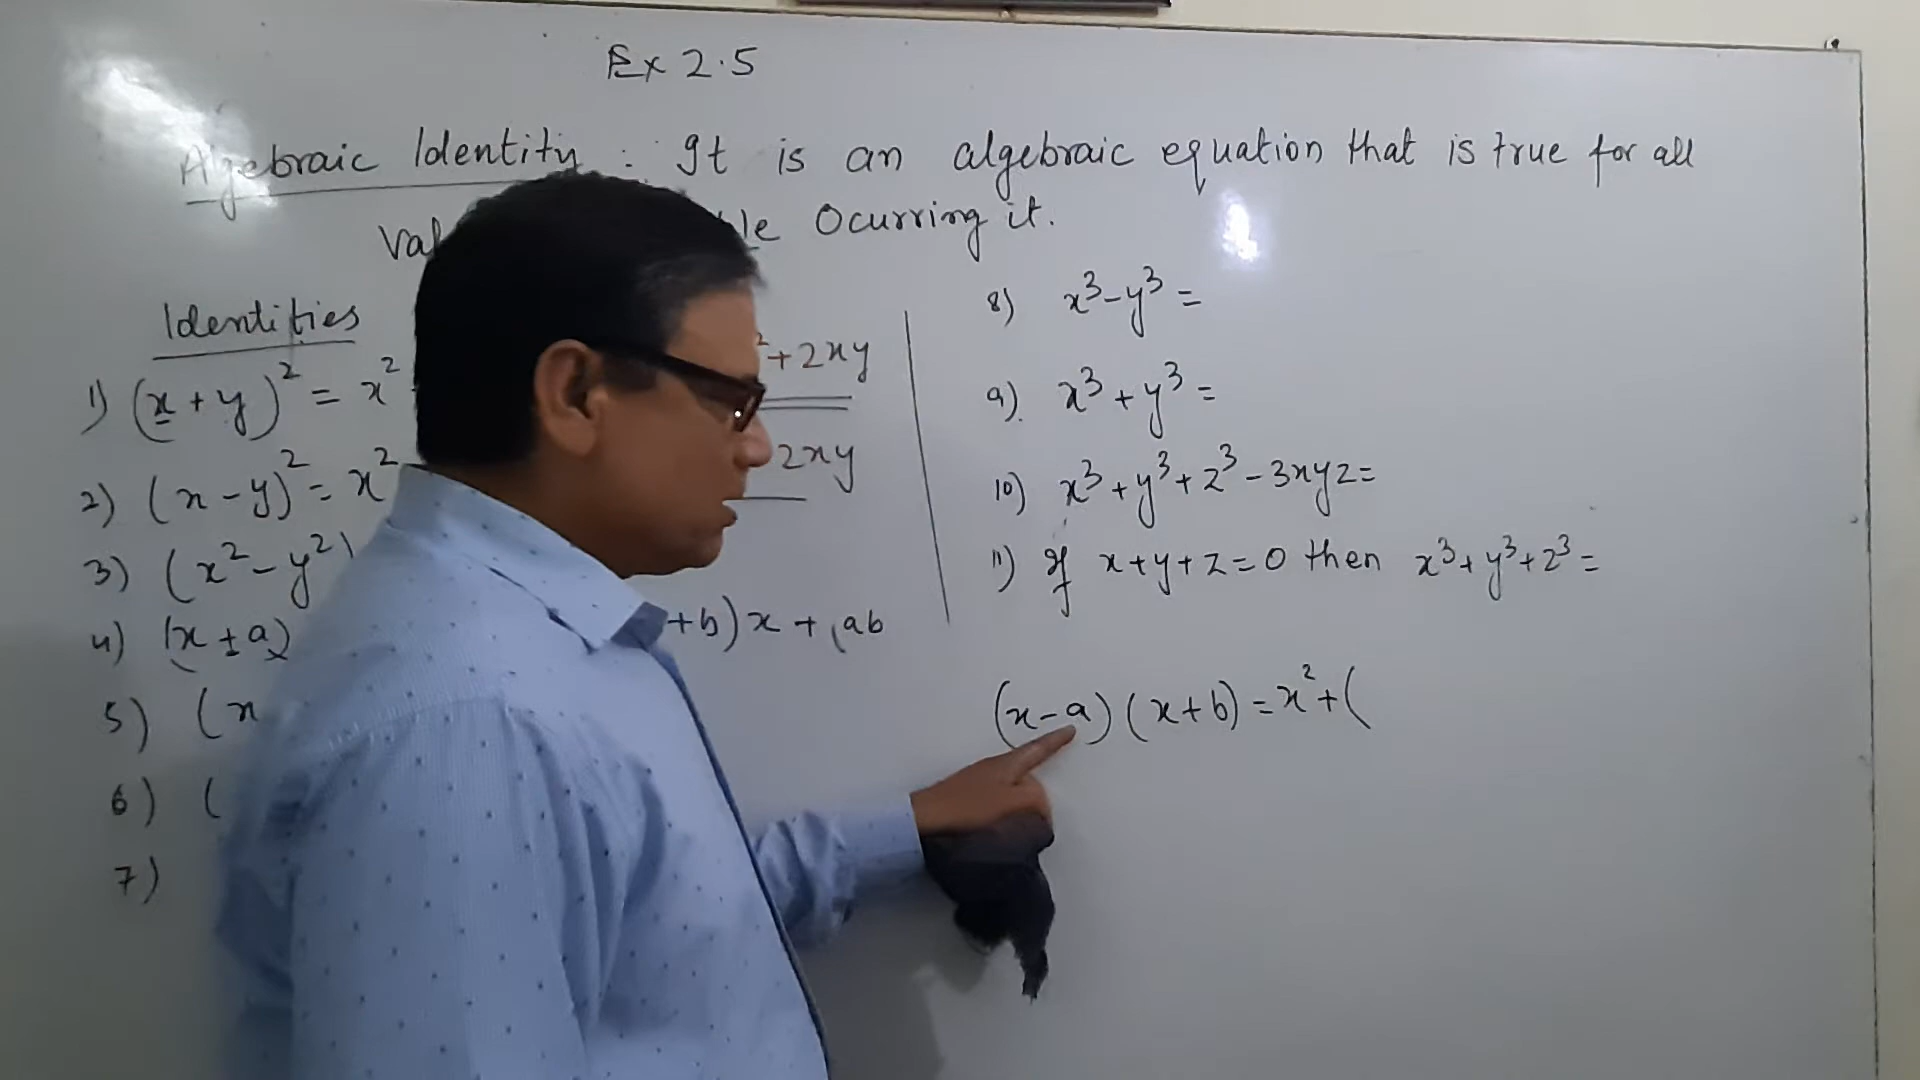 Ex 2.5
Algebraic Identity : It is an algebraic equation that is true for all
Ocurring it.
Identities
1) (x + y)² = x² +2xy
2) (x - y)² = x² 2xy
3) (x² - y²)
4) (x + a) +b)x + ab
5) (x
6) (
7)
8) x³ - y³ =
9) x³ + y³ =
10) x³ + y³ + z³ - 3xyz =
11) If x + y + z = 0 then x³ + y³ + z³ =
(x - a) (x + b) = x² + (